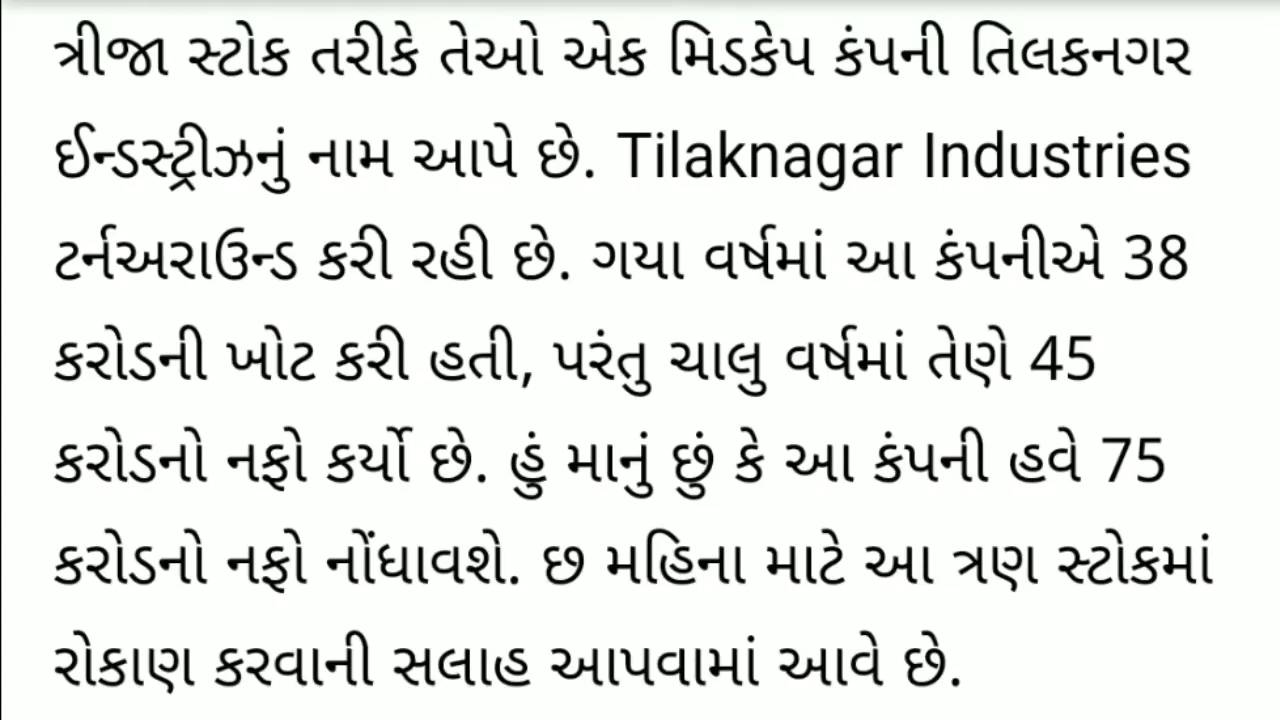 ત્રીજા સ્ટોક તરીકે તેઓ એક મિડકેપ કંપની તિલકનગર
ઈન્ડસ્ટ્રીઝનું નામ આપે છે. Tilaknagar Industries
ટર્નઅરાઉન્ડ કરી રહી છે. ગયા વર્ષમાં આ કંપનીએ 38
કરોડની ખોટ કરી હતી, પરંતુ ચાલુ વર્ષમાં તેણે 45
કરોડનો નફો કર્યો છે. હું માનું છું કે આ કંપની હવે 75
કરોડનો નફો નોંધાવશે. છ મહિના માટે આ ત્રણ સ્ટોકમાં
રોકાણ કરવાની સલાહ આપવામાં આવે છે.